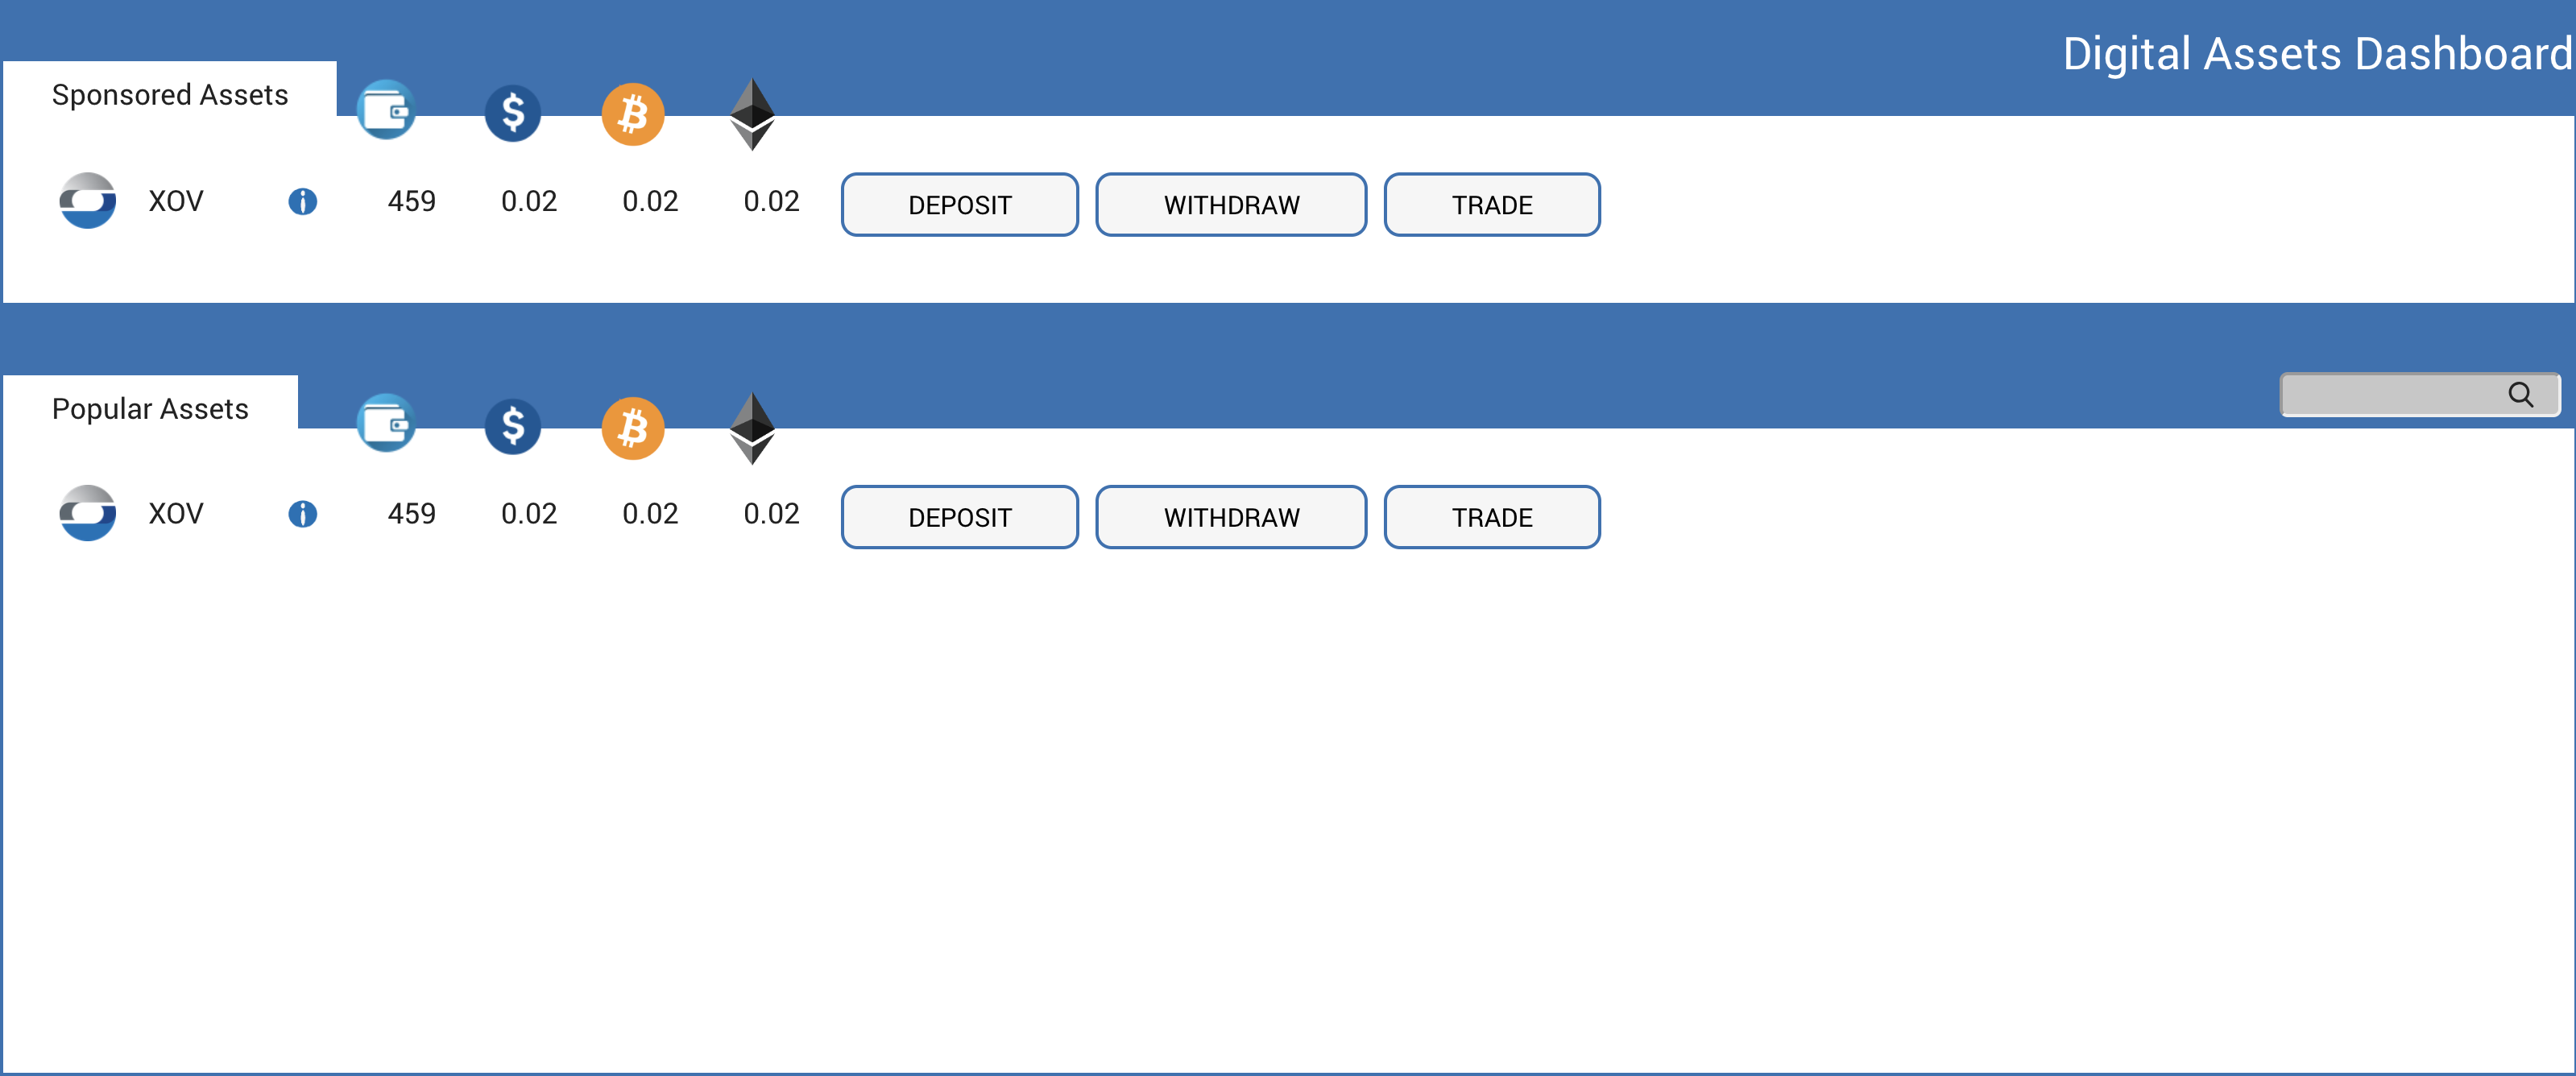 Digital Assets Dashboard
Sponsored Assets
XOV 459 0.02 0.02 0.02 DEPOSIT WITHDRAW TRADE
Popular Assets
XOV 459 0.02 0.02 0.02 DEPOSIT WITHDRAW TRADE